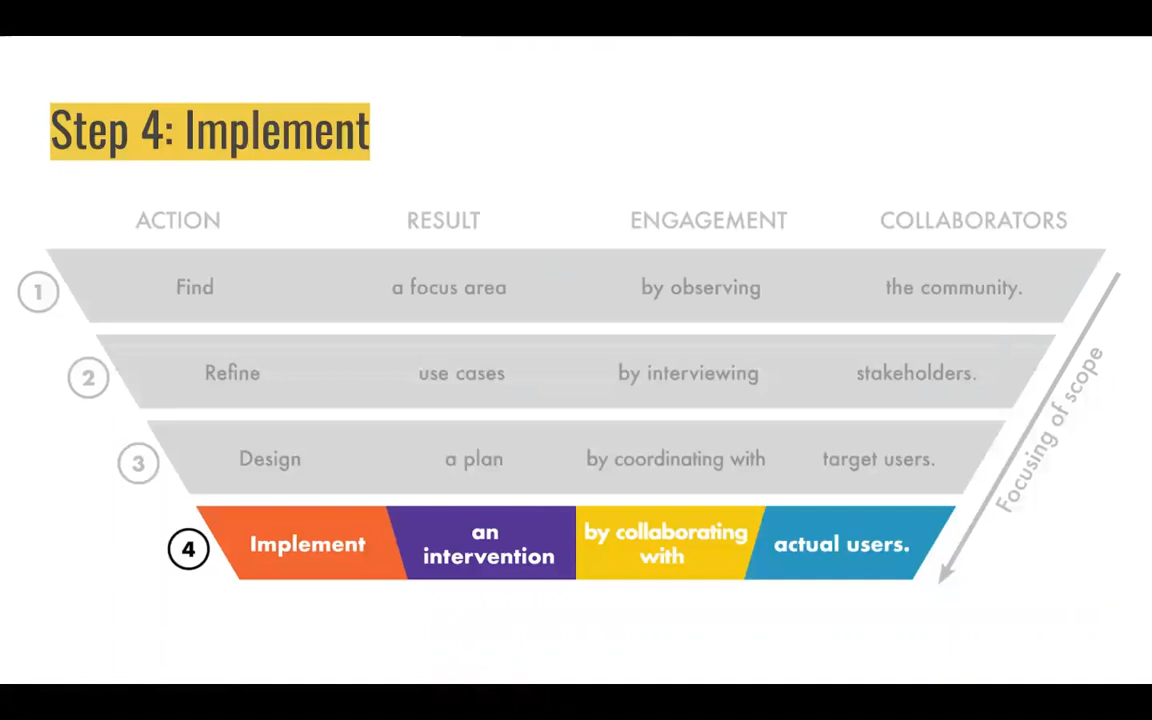 Step 4: Implement
ACTION RESULT ENGAGEMENT COLLABORATORS
1 Find a focus area by observing the community.
2 Refine use cases by interviewing stakeholders.
3 Design a plan by coordinating with target users.
4 Implement an intervention by collaborating with actual users.
Focusing of scope